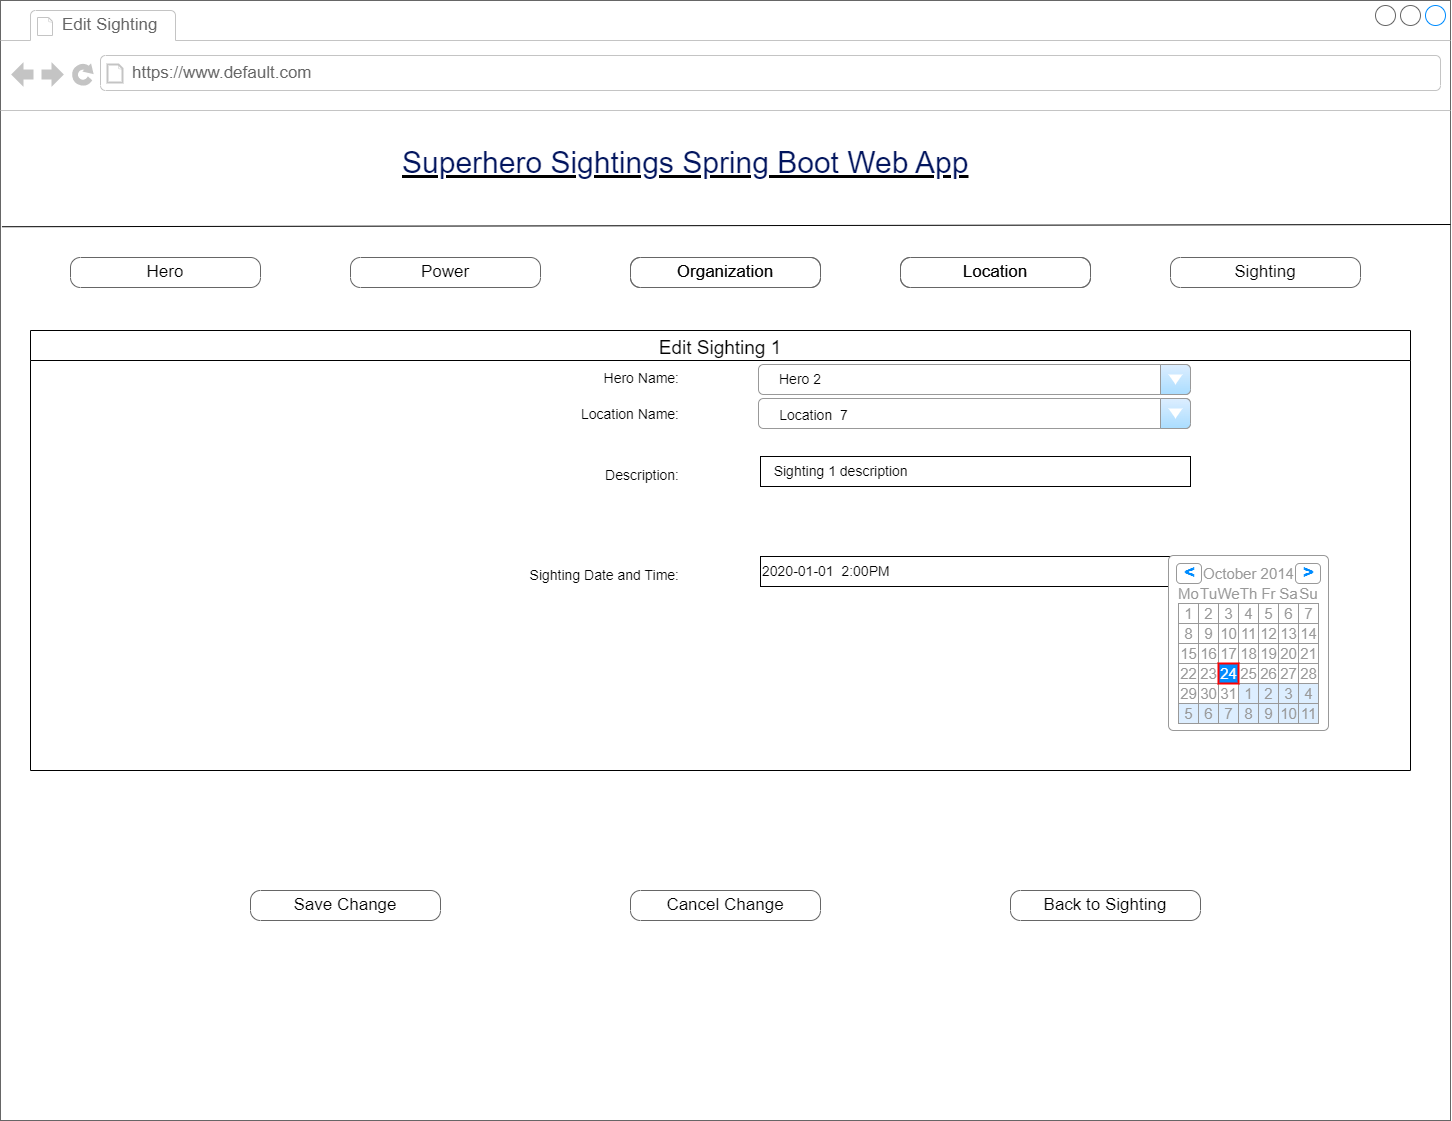 Edit Sighting
https://www.default.com
Superhero Sightings Spring Boot Web App
Hero Power Organization Location Sighting
Edit Sighting 1
Hero Name: Hero 2
Location Name: Location 7
Description: Sighting 1 description
Sighting Date and Time: 2020-01-01 2:00PM
< October 2014 >
Mo Tu We Th Fr Sa Su
1 2 3 4 5 6 7
8 9 10 11 12 13 14
15 16 17 18 19 20 21
22 23 24 25 26 27 28
29 30 31 1 2 3 4
5 6 7 8 9 10 11
Save Change Cancel Change Back to Sighting